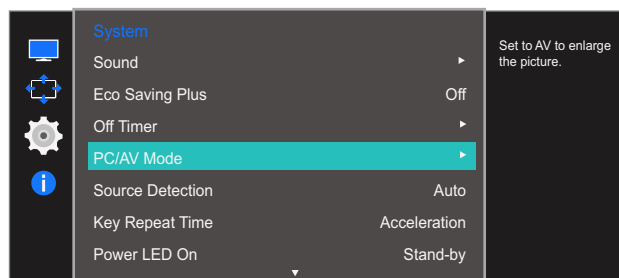 System
Sound
Eco Saving Plus Off
Off Timer
PC/AV Mode
Source Detection Auto
Key Repeat Time Acceleration
Power LED On Stand-by
Set to AV to enlarge
the picture.